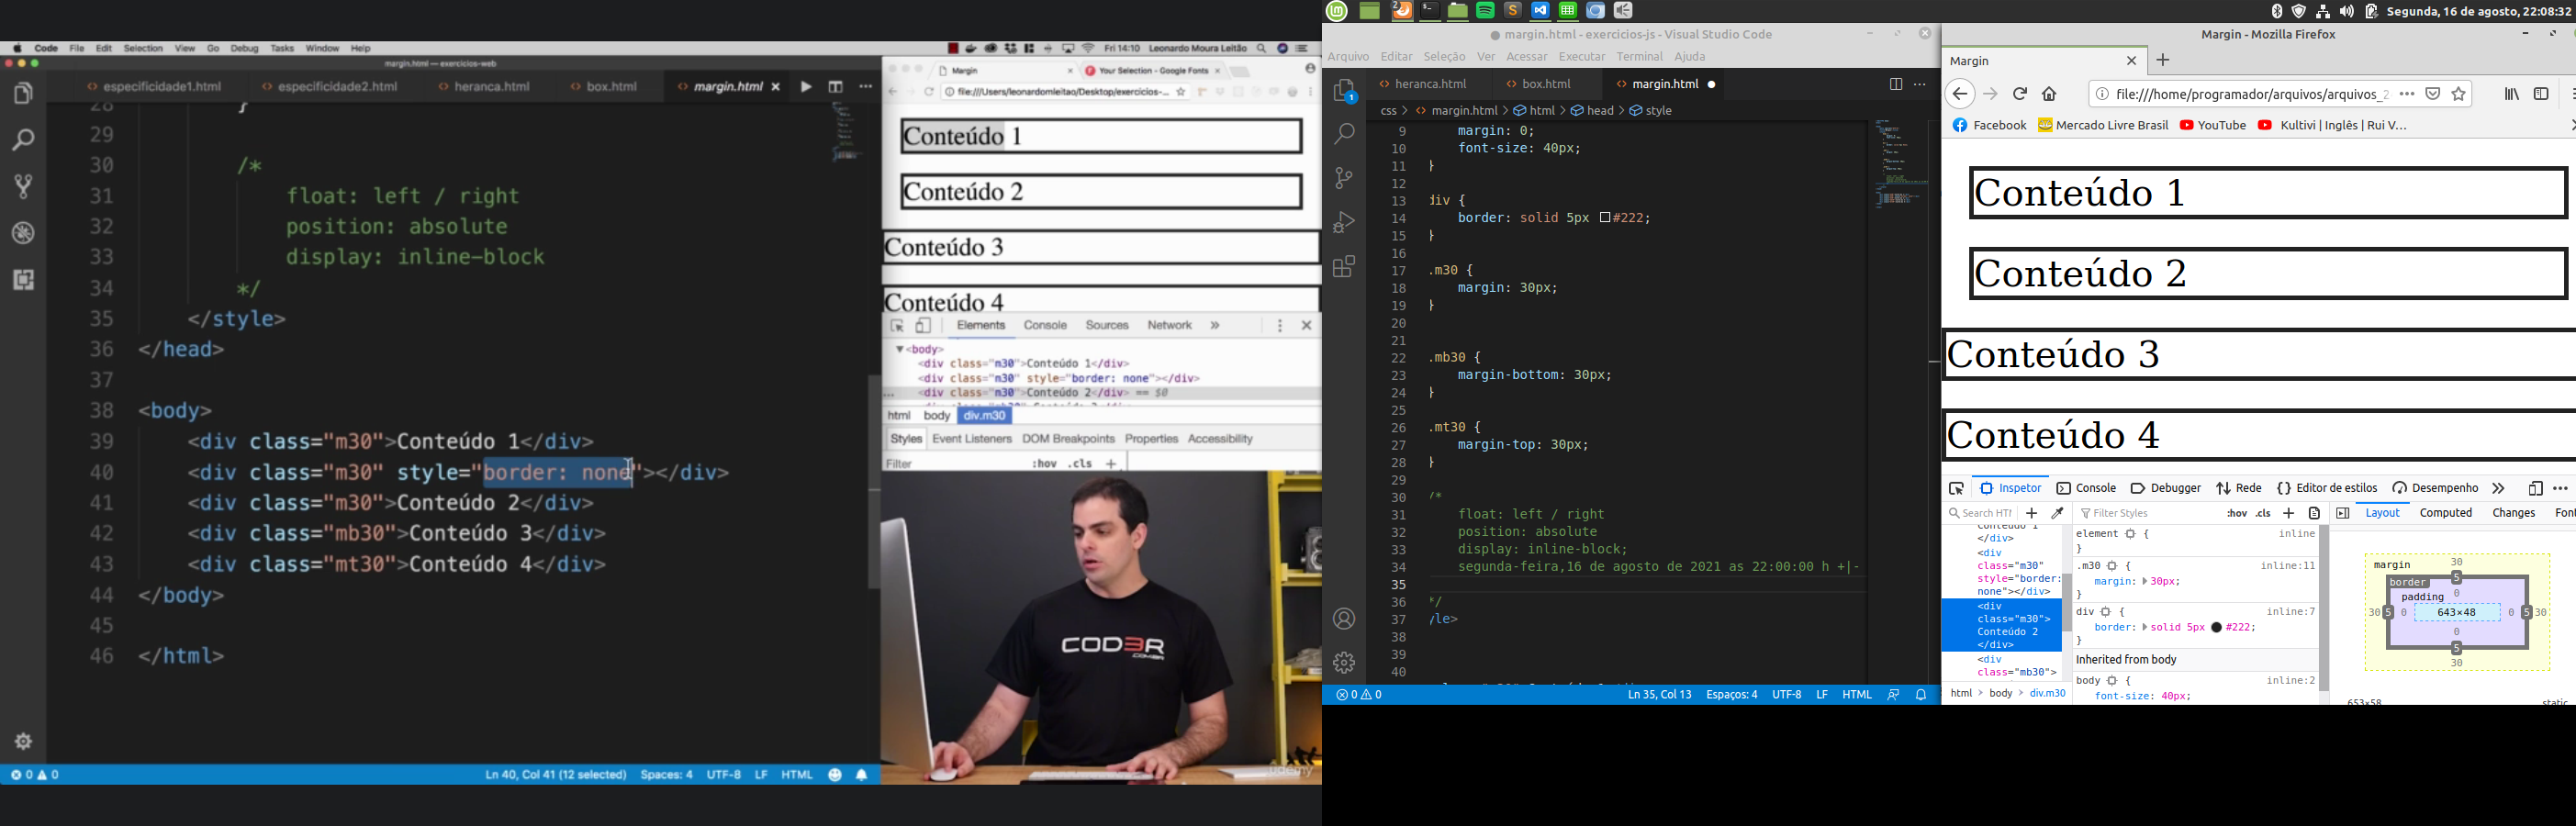 Code File Edit Selection View Go Debug Tasks Window Help
Fri 14:10 Leonardo Moura Leitão
margin.html — exercicios-web
especificidade1.html especificidade2.html heranca.html box.html margin.html
28 }
29
30 /*
31 float: left / right
32 position: absolute
33 display: inline-block
34 */
35 </style>
36 </head>
37
38 <body>
39 <div class="m30">Conteúdo 1</div>
40 <div class="m30" style="border: none"></div>
41 <div class="m30">Conteúdo 2</div>
42 <div class="mb30">Conteúdo 3</div>
43 <div class="mt30">Conteúdo 4</div>
44 </body>
45
46 </html>
0 0 Ln 40, Col 41 (12 selected) Spaces: 4 UTF-8 LF HTML
Margin Your Selection - Google Fonts
file:///Users/leonardomleitao/Desktop/exercicios-...
Conteúdo 1
Conteúdo 2
Conteúdo 3
Conteúdo 4
Elements Console Sources Network »
<body>
<div class="m30">Conteúdo 1</div>
<div class="m30" style="border: none"></div>
... <div class="m30">Conteúdo 2</div> == $0
html body div.m30
Styles Event Listeners DOM Breakpoints Properties Accessibility
Filter :hov .cls +
COD3R
udemy
2
Segunda, 16 de agosto, 22:08:32
● margin.html - exercicios-js - Visual Studio Code
Arquivo Editar Seleção Ver Acessar Executar Terminal Ajuda
1
heranca.html box.html margin.html ●
css > margin.html > html > head > style
9 margin: 0;
10 font-size: 40px;
11 }
12
13 div {
14 border: solid 5px #222;
15 }
16
17 .m30 {
18 margin: 30px;
19 }
20
21
22 .mb30 {
23 margin-bottom: 30px;
24 }
25
26 .mt30 {
27 margin-top: 30px;
28 }
29
30 /*
31 float: left / right
32 position: absolute
33 display: inline-block;
34 segunda-feira,16 de agosto de 2021 as 22:00:00 h +|-
35
36 */
37 yle>
38
39
40
0 0 Ln 35, Col 13 Espaços: 4 UTF-8 LF HTML
Margin - Mozilla Firefox
Margin
file:///home/programador/arquivos/arquivos_2
Facebook Mercado Livre Brasil YouTube Kultivi | Inglês | Rui V...
Conteúdo 1
Conteúdo 2
Conteúdo 3
Conteúdo 4
Inspetor Console Debugger Rede Editor de estilos Desempenho »
Search HTM + Filter Styles :hov .cls + Layout Computed Changes Font
Conteúdo 1
</div>
<div
class="m30"
style="border:
none"></div>
<div
class="m30">
Conteúdo 2
</div>
<div
class="mb30">
element { inline
}
.m30 { inline:11
margin: 30px;
}
div { inline:7
border: solid 5px #222;
}
Inherited from body
body { inline:2
font-size: 40px;
margin 30
border 5
padding 0
30 5 0 643×48 0 5 30
0
5
30
653×58 static
html > body > div.m30